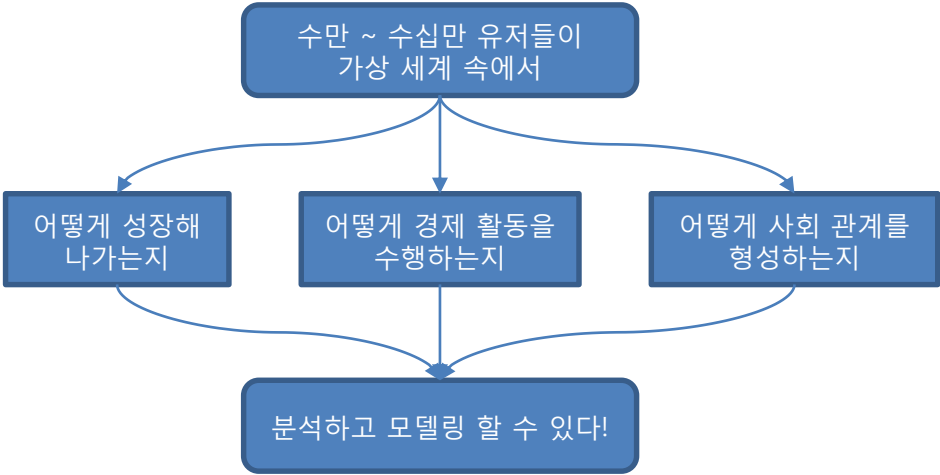 수만 ~ 수십만 유저들이
가상 세계 속에서
어떻게 성장해
나가는지
어떻게 경제 활동을
수행하는지
어떻게 사회 관계를
형성하는지
분석하고 모델링 할 수 있다!